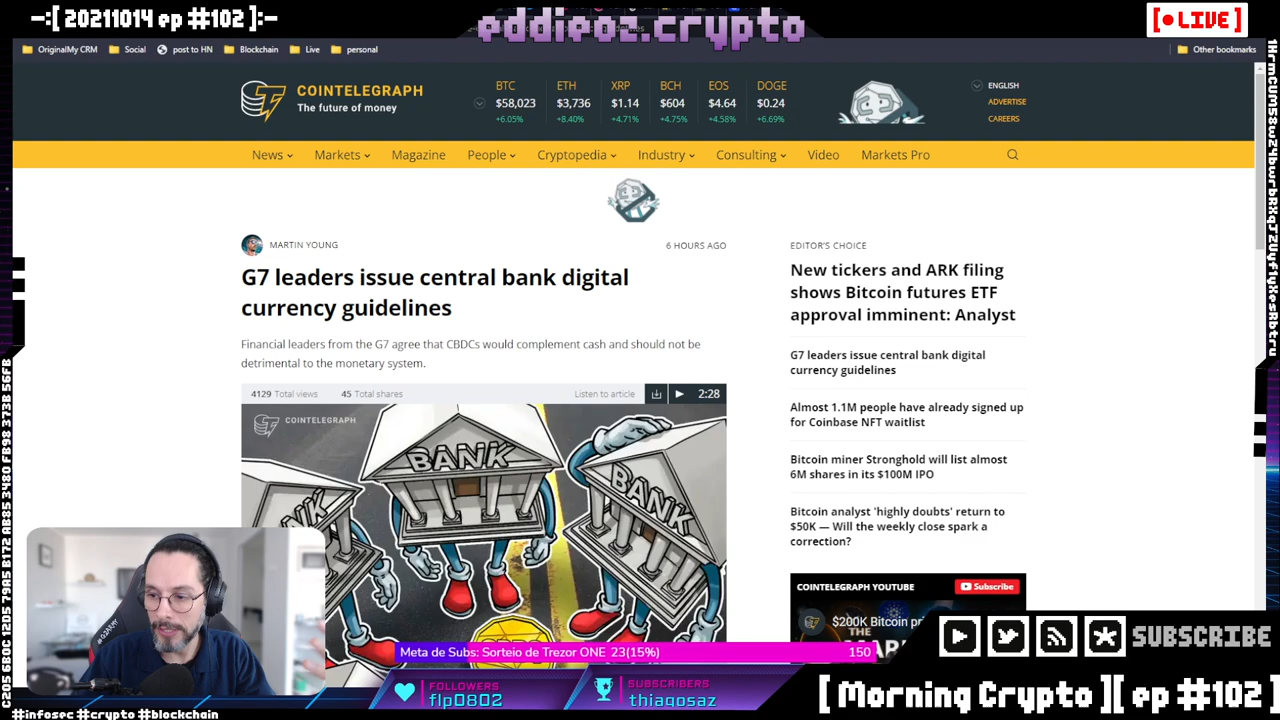 -:[ 20211014 ep #102 ]:-
eddieoz.crypto
[•LIVE]
OriginalMy CRM
Social
post to HN
Blockchain
Live
personal
Other bookmarks
COINTELEGRAPH
The future of money
BTC
ETH
XRP
BCH
EOS
DOGE
$58,023
$3,736
$1.14
$604
$4.64
$0.24
+6.05%
+8.40%
+4.71%
+4.75%
+4.58%
+6.69%
ENGLISH
ADVERTISE
CAREERS
News
Markets
Magazine
People
Cryptopedia
Industry
Consulting
Video
Markets Pro
MARTIN YOUNG
6 HOURS AGO
G7 leaders issue central bank digital
currency guidelines
Financial leaders from the G7 agree that CBDCs would complement cash and should not be
detrimental to the monetary system.
4129 Total views
45 Total shares
Listen to article
2:28
COINTELEGRAPH
BANK
BANK
EDITOR'S CHOICE
New tickers and ARK filing
shows Bitcoin futures ETF
approval imminent: Analyst
G7 leaders issue central bank digital
currency guidelines
Almost 1.1M people have already signed up
for Coinbase NFT waitlist
Bitcoin miner Stronghold will list almost
6M shares in its $100M IPO
Bitcoin analyst 'highly doubts' return to
$50K — Will the weekly close spark a
correction?
COINTELEGRAPH YOUTUBE
Subscribe
$200K Bitcoin pri
THE
Meta de Subs: Sorteio de Trezor ONE 23(15%)
150
SUBSCRIBE
FOLLOWERS
flp0802
SUBSCRIBERS
thiagosaz
[ Morning Crypto ][ ep #102 ]
#infosec #crypto #blockchain